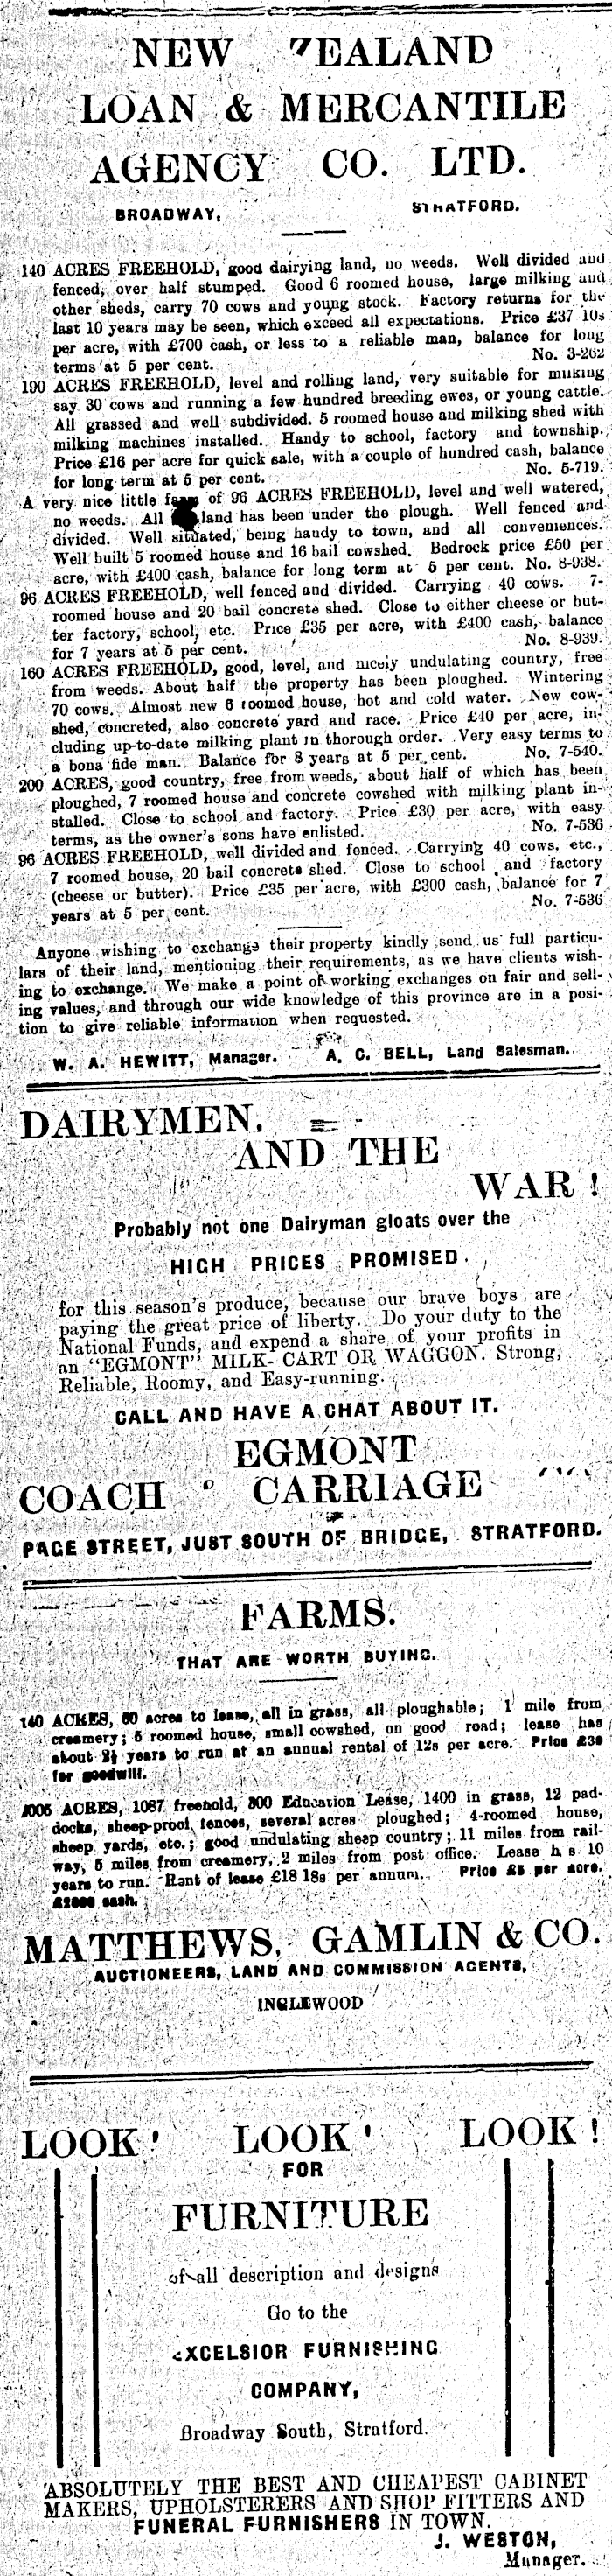 NEW ZEALAND
LOAN & MERCANTILE
AGENCY CO. LTD.
BROADWAY, STRATFORD.
140 ACRES FREEHOLD, good dairying land, no weeds. Well divided and
fenced, over half stumped. Good 6 roomed house, large milking and
other sheds, carry 70 cows and young stock. Factory returns for the
last 10 years may be seen, which exceed all expectations. Price £37 10s
per acre, with £700 cash, or less to a reliable man, balance for long
terms at 5 per cent. No. 3-262
190 ACRES FREEHOLD, level and rolling land, very suitable for milking
say 30 cows and running a few hundred breeding ewes, or young cattle.
All grassed and well subdivided. 5 roomed house and milking shed with
milking machines installed. Handy to school, factory and township.
Price £16 per acre for quick sale, with a couple of hundred cash, balance
for long term at 5 per cent. No. 5-719.
A very nice little farm of 96 ACRES FREEHOLD, level and well watered,
no weeds. All land has been under the plough. Well fenced and
divided. Well situated, being handy to town, and all conveniences.
Well built 5 roomed house and 16 bail cowshed. Bedrock price £50 per
acre, with £400 cash, balance for long term at 5 per cent. No. 8-938.
96 ACRES FREEHOLD, well fenced and divided. Carrying 40 cows. 7-
roomed house and 20 bail concrete shed. Close to either cheese or but-
ter factory, school, etc. Price £35 per acre, with £400 cash, balance
for 7 years at 5 per cent. No. 8-939.
160 ACRES FREEHOLD, good, level, and nicely undulating country, free
from weeds. About half the property has been ploughed. Wintering
70 cows. Almost new 6 roomed house, hot and cold water. New cow-
shed, concreted, also concrete yard and race. Price £40 per acre, in-
cluding up-to-date milking plant in thorough order. Very easy terms to
a bona fide man. Balance for 8 years at 5 per cent. No. 7-540.
200 ACRES, good country, free from weeds, about half of which has been
ploughed, 7 roomed house and concrete cowshed with milking plant in-
stalled. Close to school and factory. Price £30 per acre, with easy
terms, as the owner's sons have enlisted. No. 7-536
96 ACRES FREEHOLD, well divided and fenced. Carrying 40 cows. etc.,
7 roomed house, 20 bail concrete shed. Close to school and factory
(cheese or butter). Price £35 per acre, with £300 cash, balance for 7
years at 5 per cent. No. 7-536
Anyone wishing to exchange their property kindly send us full particu-
lars of their land, mentioning their requirements, as we have clients wish-
ing to exchange. We make a point of working exchanges on fair and sell-
ing values, and through our wide knowledge of this province are in a posi-
tion to give reliable information when requested.
W. A. HEWITT, Manager. A. C. BELL, Land Salesman.
DAIRYMEN.
AND THE
WAR !
Probably not one Dairyman gloats over the
HIGH PRICES PROMISED.
for this season's produce, because our brave boys are
paying the great price of liberty. Do your duty to the
National Funds, and expend a share of your profits in
an "EGMONT" MILK- CART OR WAGGON. Strong,
Reliable, Roomy, and Easy-running.
CALL AND HAVE A CHAT ABOUT IT.
EGMONT
COACH CARRIAGE
PAGE STREET, JUST SOUTH OF BRIDGE, STRATFORD.
FARMS.
THAT ARE WORTH BUYING.
140 ACRES, 60 acres to lease, all in grass, all ploughable; 1 mile from
creamery; 5 roomed house, small cowshed, on good road; lease has
about 2½ years to run at an annual rental of 12s per acre. Price
for goodwill.
ACRES, 1087 freehold, 800 Education Lease, 1400 in grass, 12 pad-
docks, sheep-proof fences, several acres ploughed; 4-roomed house,
sheep yards, etc.; good undulating sheep country; 11 miles from rail-
way, 5 miles from creamery, 2 miles from post office. Lease h s 10
years to run. Rent of lease £18 18s per annum. Price £5 per acre.
£2000 cash.
MATTHEWS, GAMLIN & CO.
AUCTIONEERS, LAND AND COMMISSION AGENTS,
INGLEWOOD
LOOK! LOOK! LOOK!
FOR
FURNITURE
of all description and designs
Go to the
EXCELSIOR FURNISHING
COMPANY,
Broadway South, Stratford.
ABSOLUTELY THE BEST AND CHEAPEST CABINET
MAKERS, UPHOLSTERERS AND SHOP FITTERS AND
FUNERAL FURNISHERS IN TOWN.
J. WESTON,
Manager.